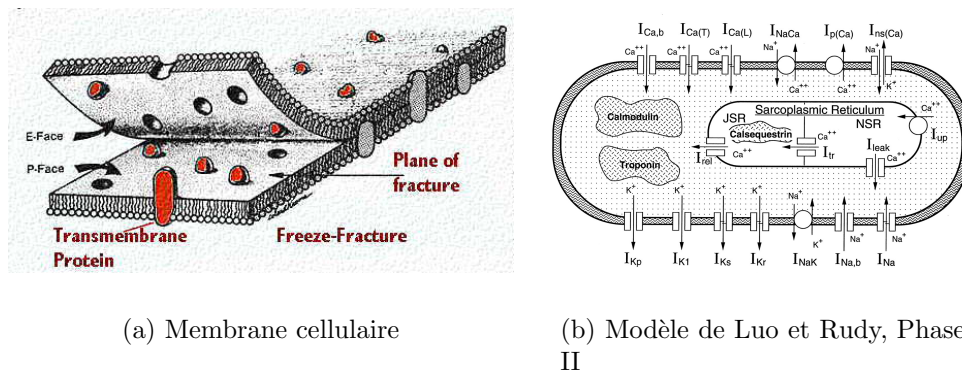 E-Face
P-Face
Plane of
fracture
Transmembrane
Protein
Freeze-Fracture
(a) Membrane cellulaire
I_Ca,b I_Ca(T) I_Ca(L) I_NaCa I_p(Ca) I_ns(Ca)
Ca++ Ca++ Ca++ Na+ Na+
Ca++ Ca++ K+
Sarcoplasmic Reticulum
Ca++
Calmodulin
JSR
NSR
Calsequestrin
I_up
Ca++
I_rel Ca++ I_tr I_leak Ca++
Troponin
K+ K+ K+ K+ Na+
K+ Na+ Na+
I_Kp I_K1 I_Ks I_Kr I_NaK I_Na,b I_Na
(b) Modèle de Luo et Rudy, Phase
II